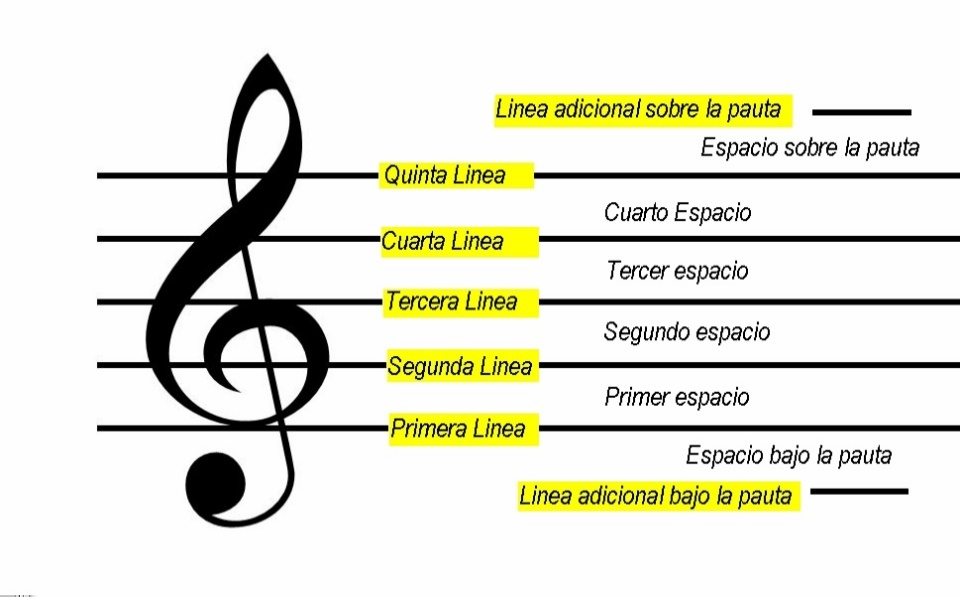 Linea adicional sobre la pauta
Espacio sobre la pauta
Quinta Linea
Cuarto Espacio
Cuarta Linea
Tercer espacio
Tercera Linea
Segundo espacio
Segunda Linea
Primer espacio
Primera Linea
Espacio bajo la pauta
Linea adicional bajo la pauta